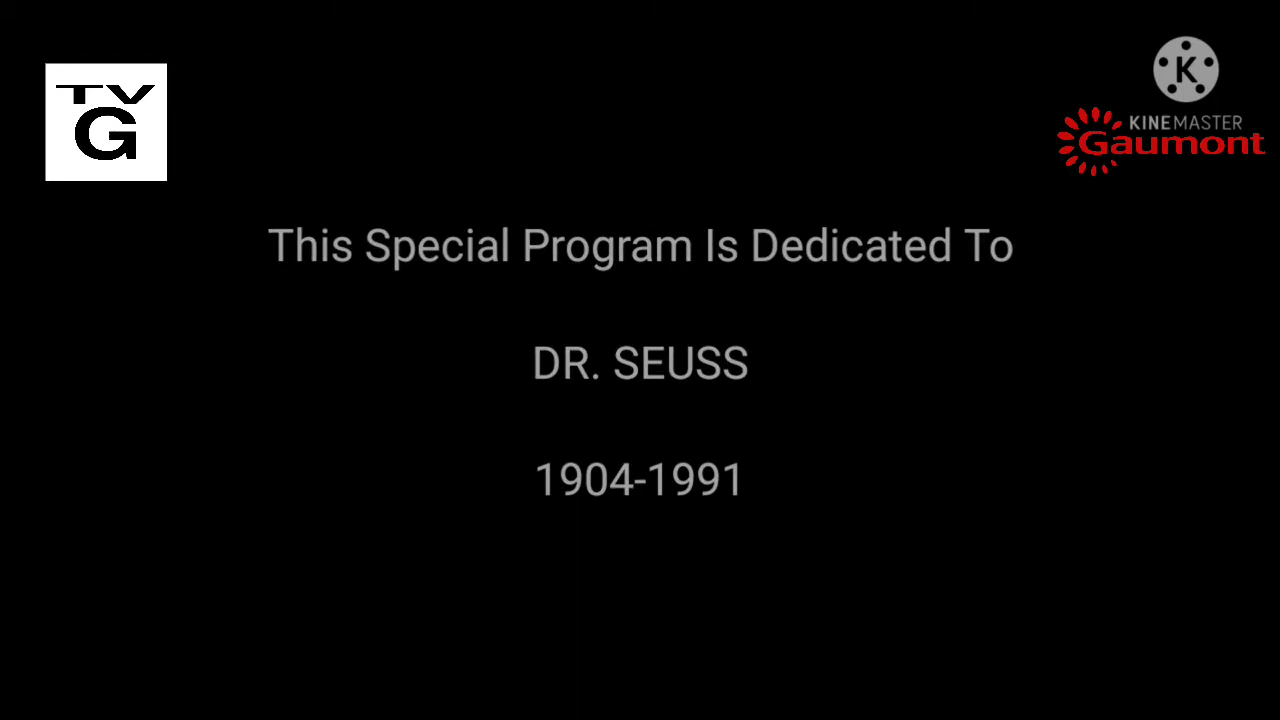 TV
G
K
KINEMASTER
Gaumont
This Special Program Is Dedicated To
DR. SEUSS
1904-1991